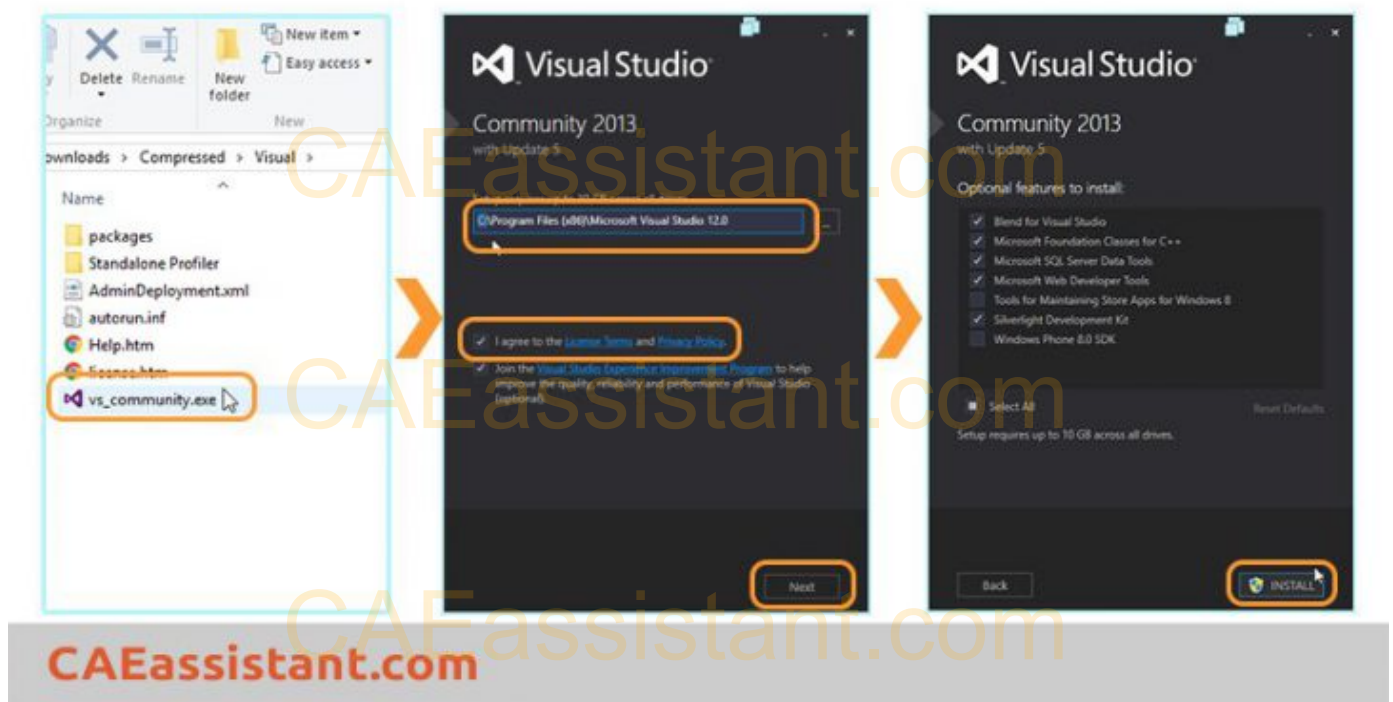 New item
Easy access
Delete
Rename
New
folder
Organize
New
ownloads > Compressed > Visual >
Name
packages
Standalone Profiler
AdminDeployment.xml
autorun.inf
Help.htm
license.htm
vs_community.exe
Visual Studio
Community 2013
with Update 5
C:\Program Files (x86)\Microsoft Visual Studio 12.0
...
I agree to the License Terms and Privacy Policy.
Join the Visual Studio Experience Improvement Program to help
improve the quality, reliability and performance of Visual Studio
(optional).
Next
Visual Studio
Community 2013
with Update 5
Optional features to install:
Blend for Visual Studio
Microsoft Foundation Classes for C++
Microsoft SQL Server Data Tools
Microsoft Web Developer Tools
Tools for Maintaining Store Apps for Windows 8
Silverlight Development Kit
Windows Phone 8.0 SDK
Select All
Reset Defaults
Setup requires up to 10 GB across all drives.
Back
INSTALL
CAEassistant.com
CAEassistant.com
CAEassistant.com
CAEassistant.com